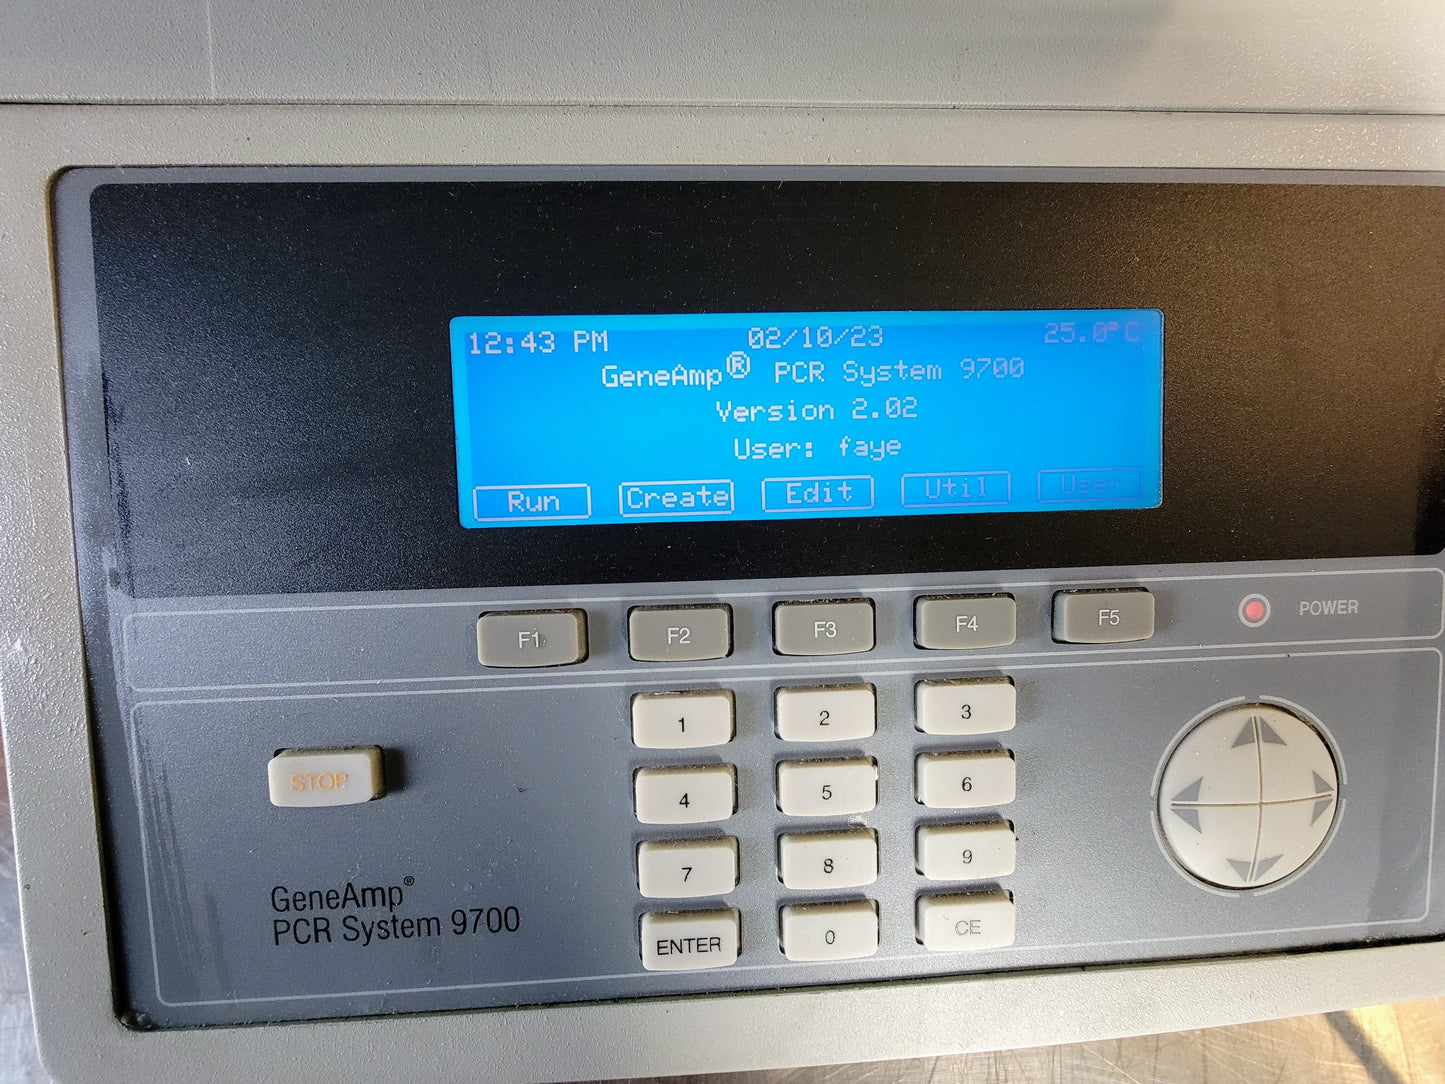 12:43 PM 02/10/23 25.0°C
GeneAmp® PCR System 9700
Version 2.02
User: faye
Run Create Edit Util User
F1 F2 F3 F4 F5 POWER
1 2 3
STOP 4 5 6
7 8 9
ENTER 0 CE
GeneAmp®
PCR System 9700